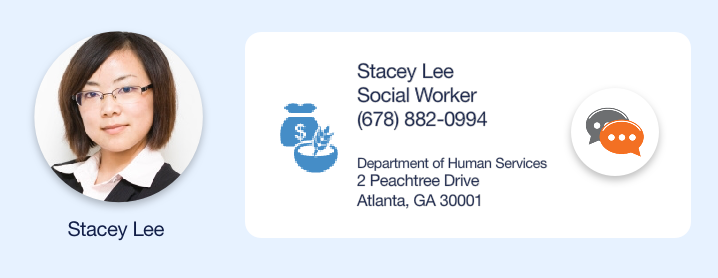 Stacey Lee
Stacey Lee
Social Worker
(678) 882-0994
$
Department of Human Services
2 Peachtree Drive
Atlanta, GA 30001